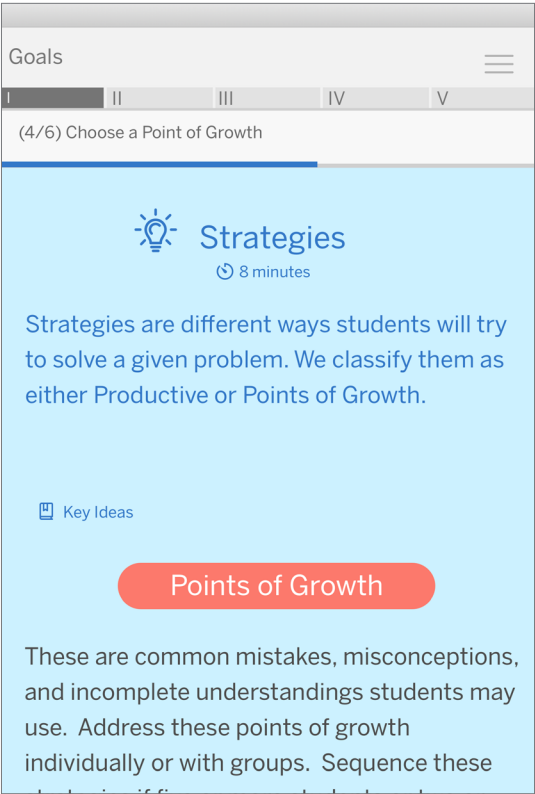 Goals
I II III IV V
(4/6) Choose a Point of Growth
Strategies
8 minutes
Strategies are different ways students will try
to solve a given problem. We classify them as
either Productive or Points of Growth.
Key Ideas
Points of Growth
These are common mistakes, misconceptions,
and incomplete understandings students may
use.  Address these points of growth
individually or with groups.  Sequence these